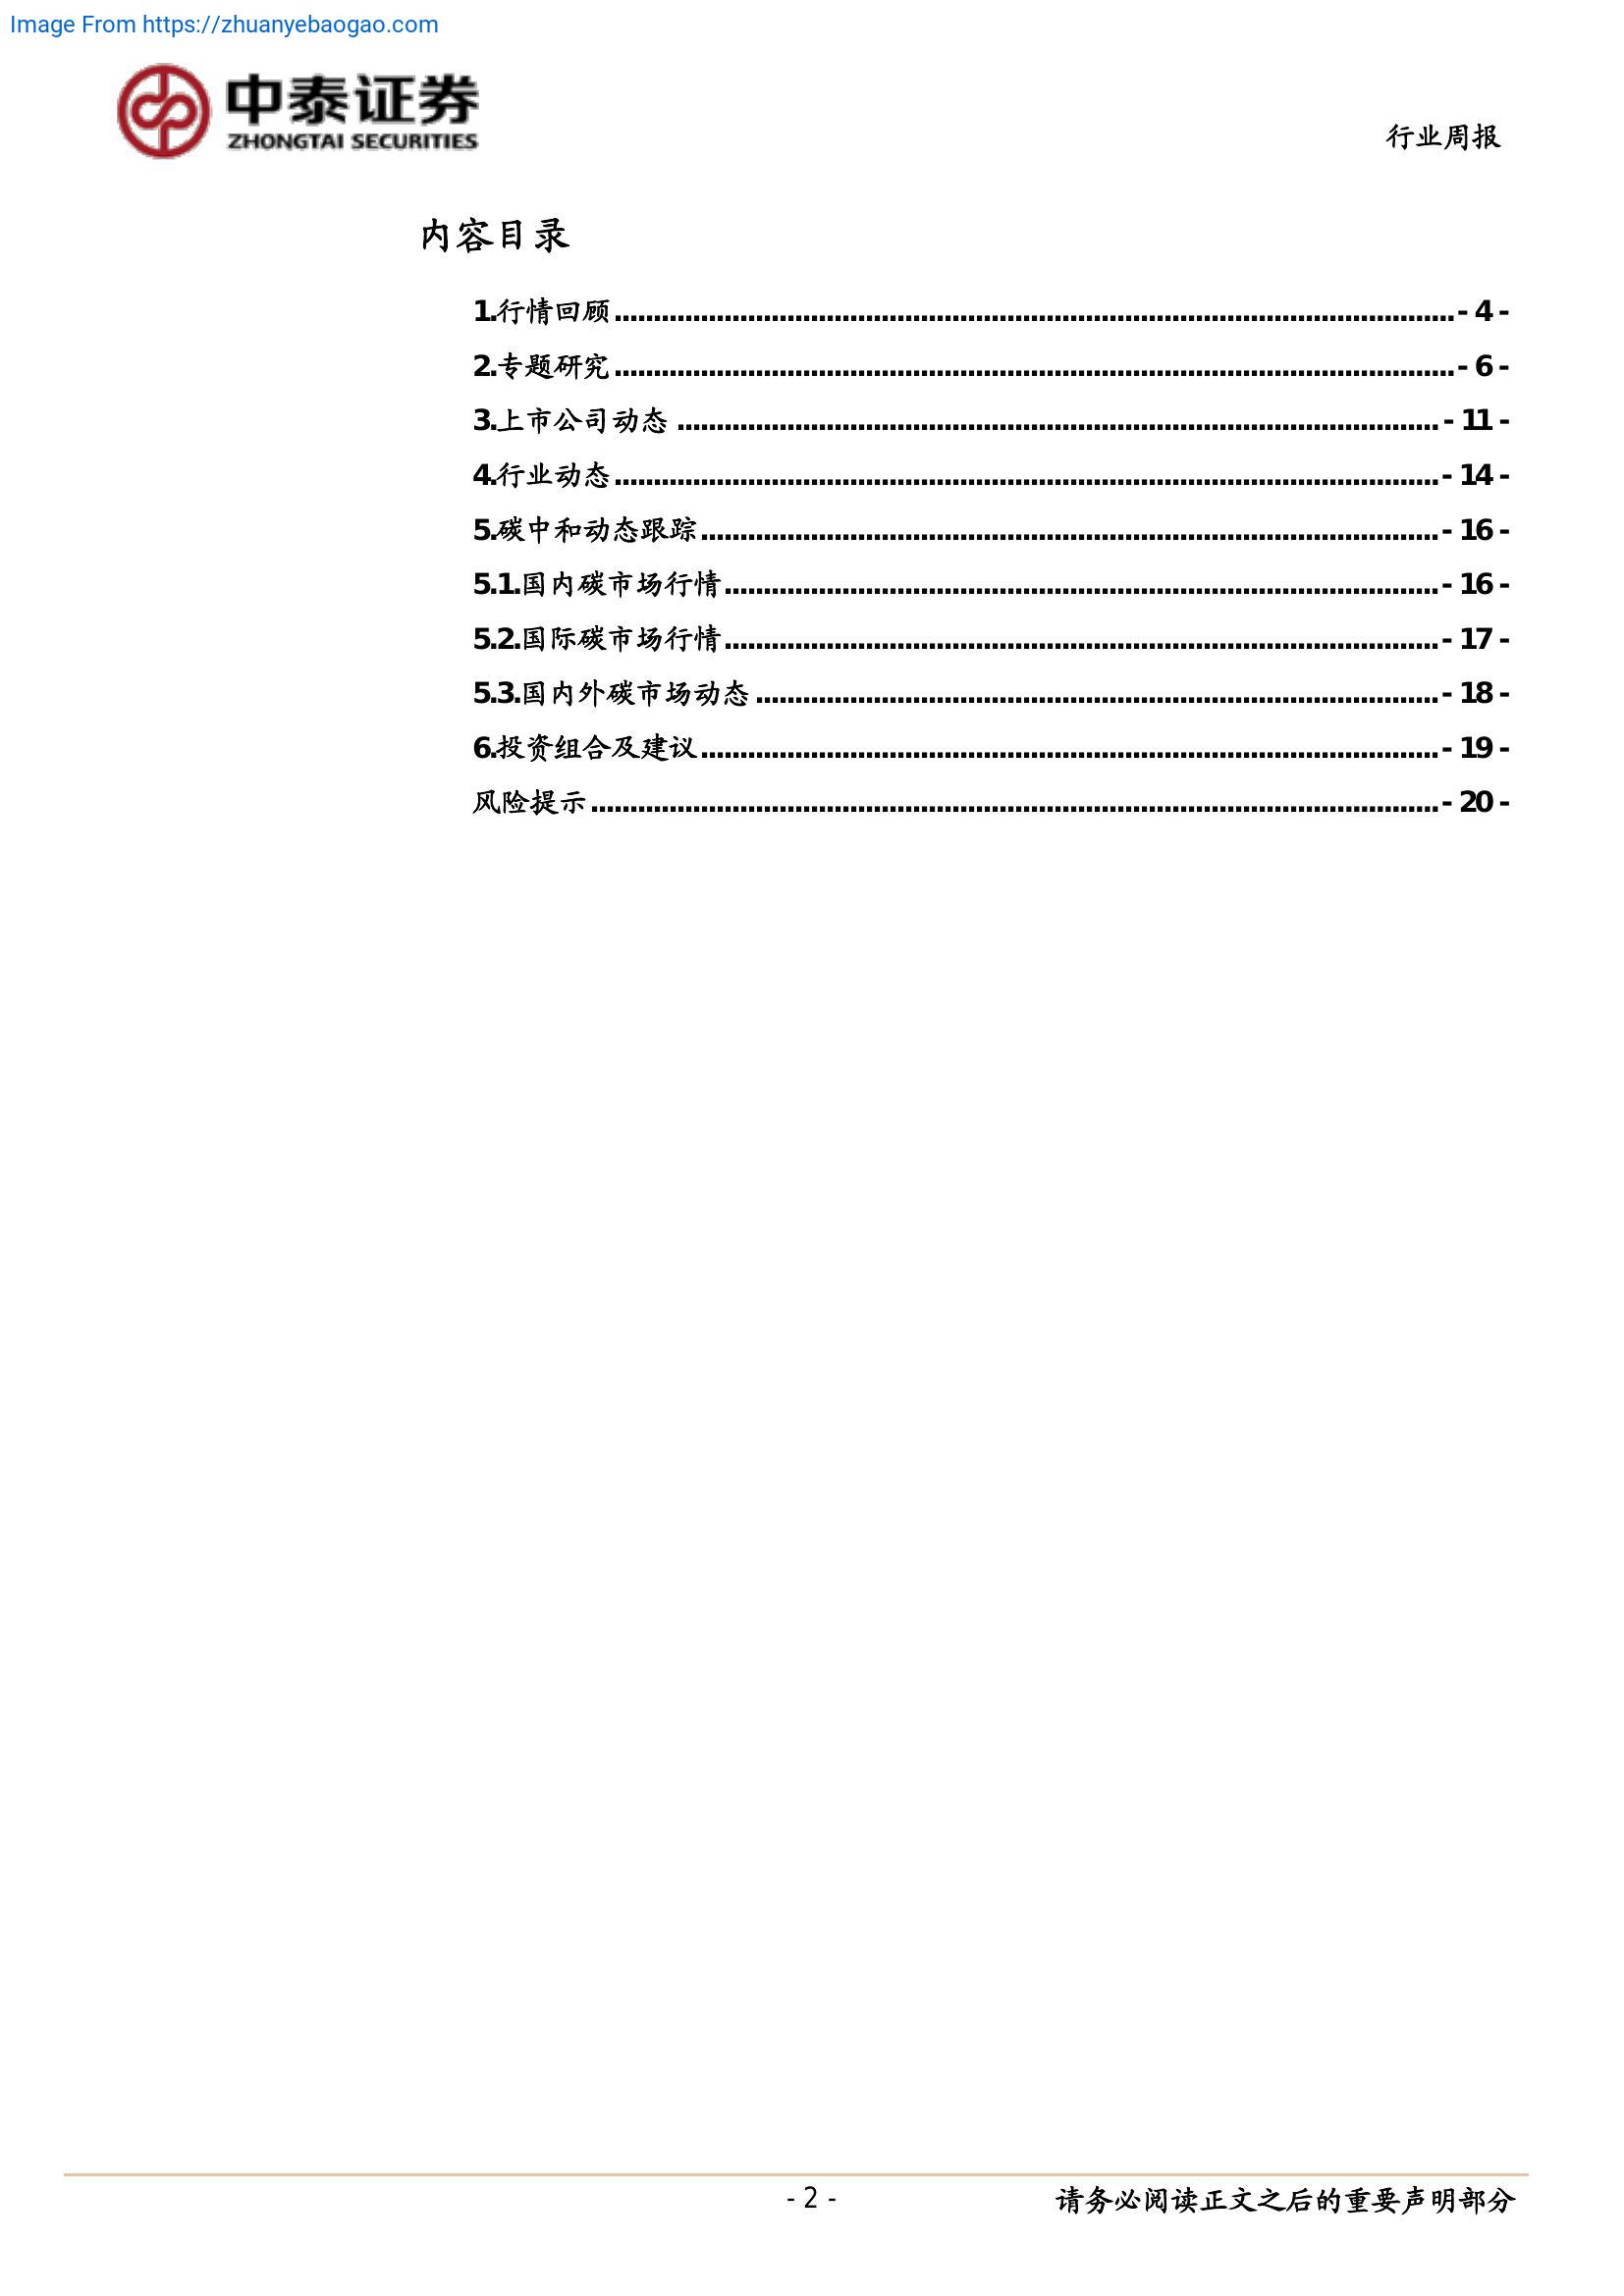 Image From https://zhuanyebaogao.com
中泰证券
ZHONGTAI SECURITIES
行业周报
内容目录
1.行情回顾 - 4 -
2.专题研究 - 6 -
3.上市公司动态 - 11 -
4.行业动态 - 14 -
5.碳中和动态跟踪 - 16 -
5.1.国内碳市场行情 - 16 -
5.2.国际碳市场行情 - 17 -
5.3.国内外碳市场动态 - 18 -
6.投资组合及建议 - 19 -
风险提示 - 20 -
- 2 -
请务必阅读正文之后的重要声明部分